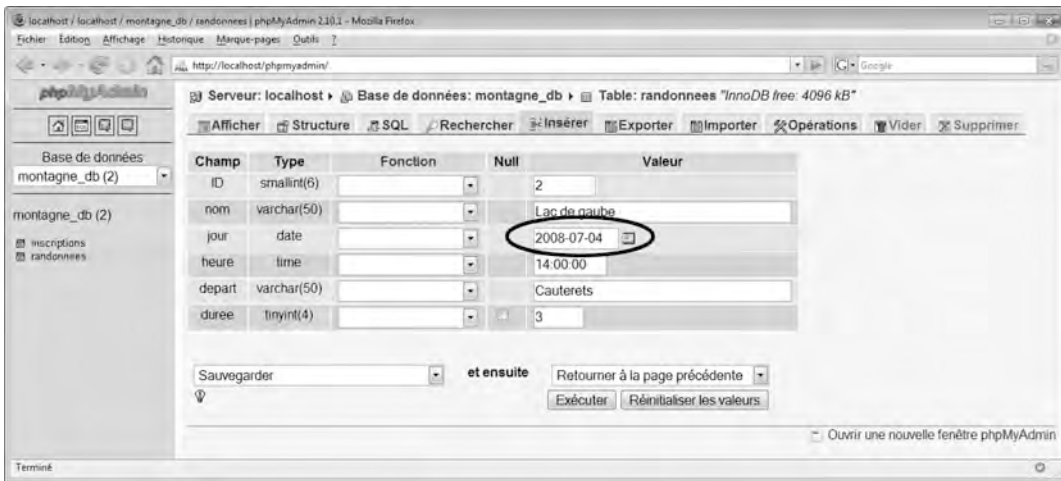 localhost / localhost / montagne_db / randonnees | phpMyAdmin 2.10.1 - Mozilla Firefox
Fichier Edition Affichage Historique Marque-pages Outils ?
http://localhost/phpmyadmin/ Google
phpMyAdmin
Serveur: localhost Base de données: montagne_db Table: randonnees "InnoDB free: 4096 kB"
Afficher Structure SQL Rechercher Insérer Exporter Importer Opérations Vider Supprimer
Base de données
montagne_db (2)
montagne_db (2)
inscriptions
randonnees
Champ Type Fonction Null Valeur
ID smallint(6) 2
nom varchar(50) Lac de gaube
jour date 2008-07-04
heure time 14:00:00
depart varchar(50) Cauterets
duree tinyint(4) 3
Sauvegarder et ensuite Retourner à la page précédente
Exécuter Réinitialiser les valeurs
Ouvrir une nouvelle fenêtre phpMyAdmin
Terminé